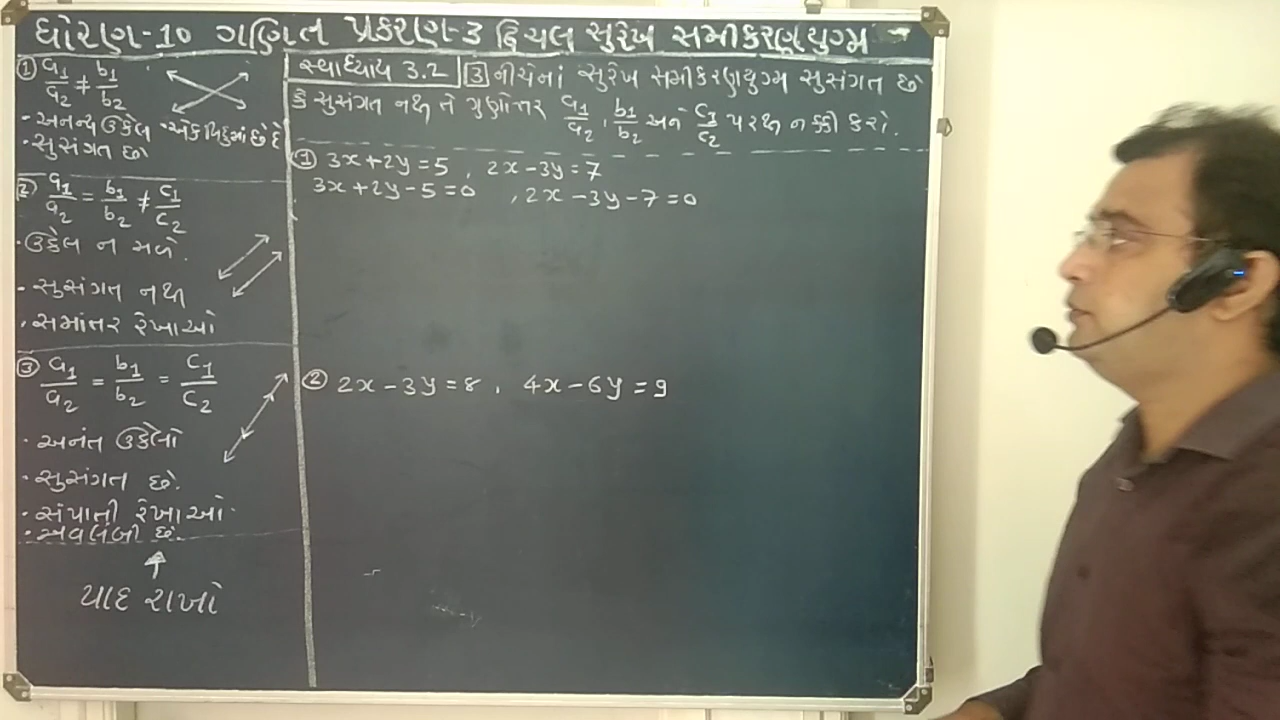 ધોરણ-10 ગણિત પ્રકરણ-3 દ્વિચલ સુરેખ સમીકરણયુગ્મ
① a₁/a₂ ≠ b₁/b₂
· અનન્ય ઉકેલ · એક બિંદુમાં છેદે
· સુસંગત છે
② a₁/a₂ = b₁/b₂ ≠ c₁/c₂
· ઉકેલ ન મળે.
· સુસંગત નથી
· સમાંતર રેખાઓ
③ a₁/a₂ = b₁/b₂ = c₁/c₂
· અનંત ઉકેલો
· સુસંગત છે.
· સંપાતી રેખાઓ
· અવલંબી છે.
યાદ રાખો
સ્વાધ્યાય 3.2 3 નીચેનાં સુરેખ સમીકરણયુગ્મ સુસંગત છે
કે સુસંગત નથી તે ગુણોત્તર a₁/a₂, b₁/b₂ અને c₁/c₂ પરથી નક્કી કરો.
① 3x+2y=5, 2x-3y=7
3x+2y-5=0, 2x-3y-7=0
② 2x-3y=8, 4x-6y=9